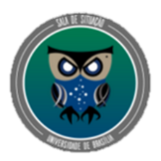 SALA DE SITUAÇÃO
UNIVERSIDADE DE BRASÍLIA